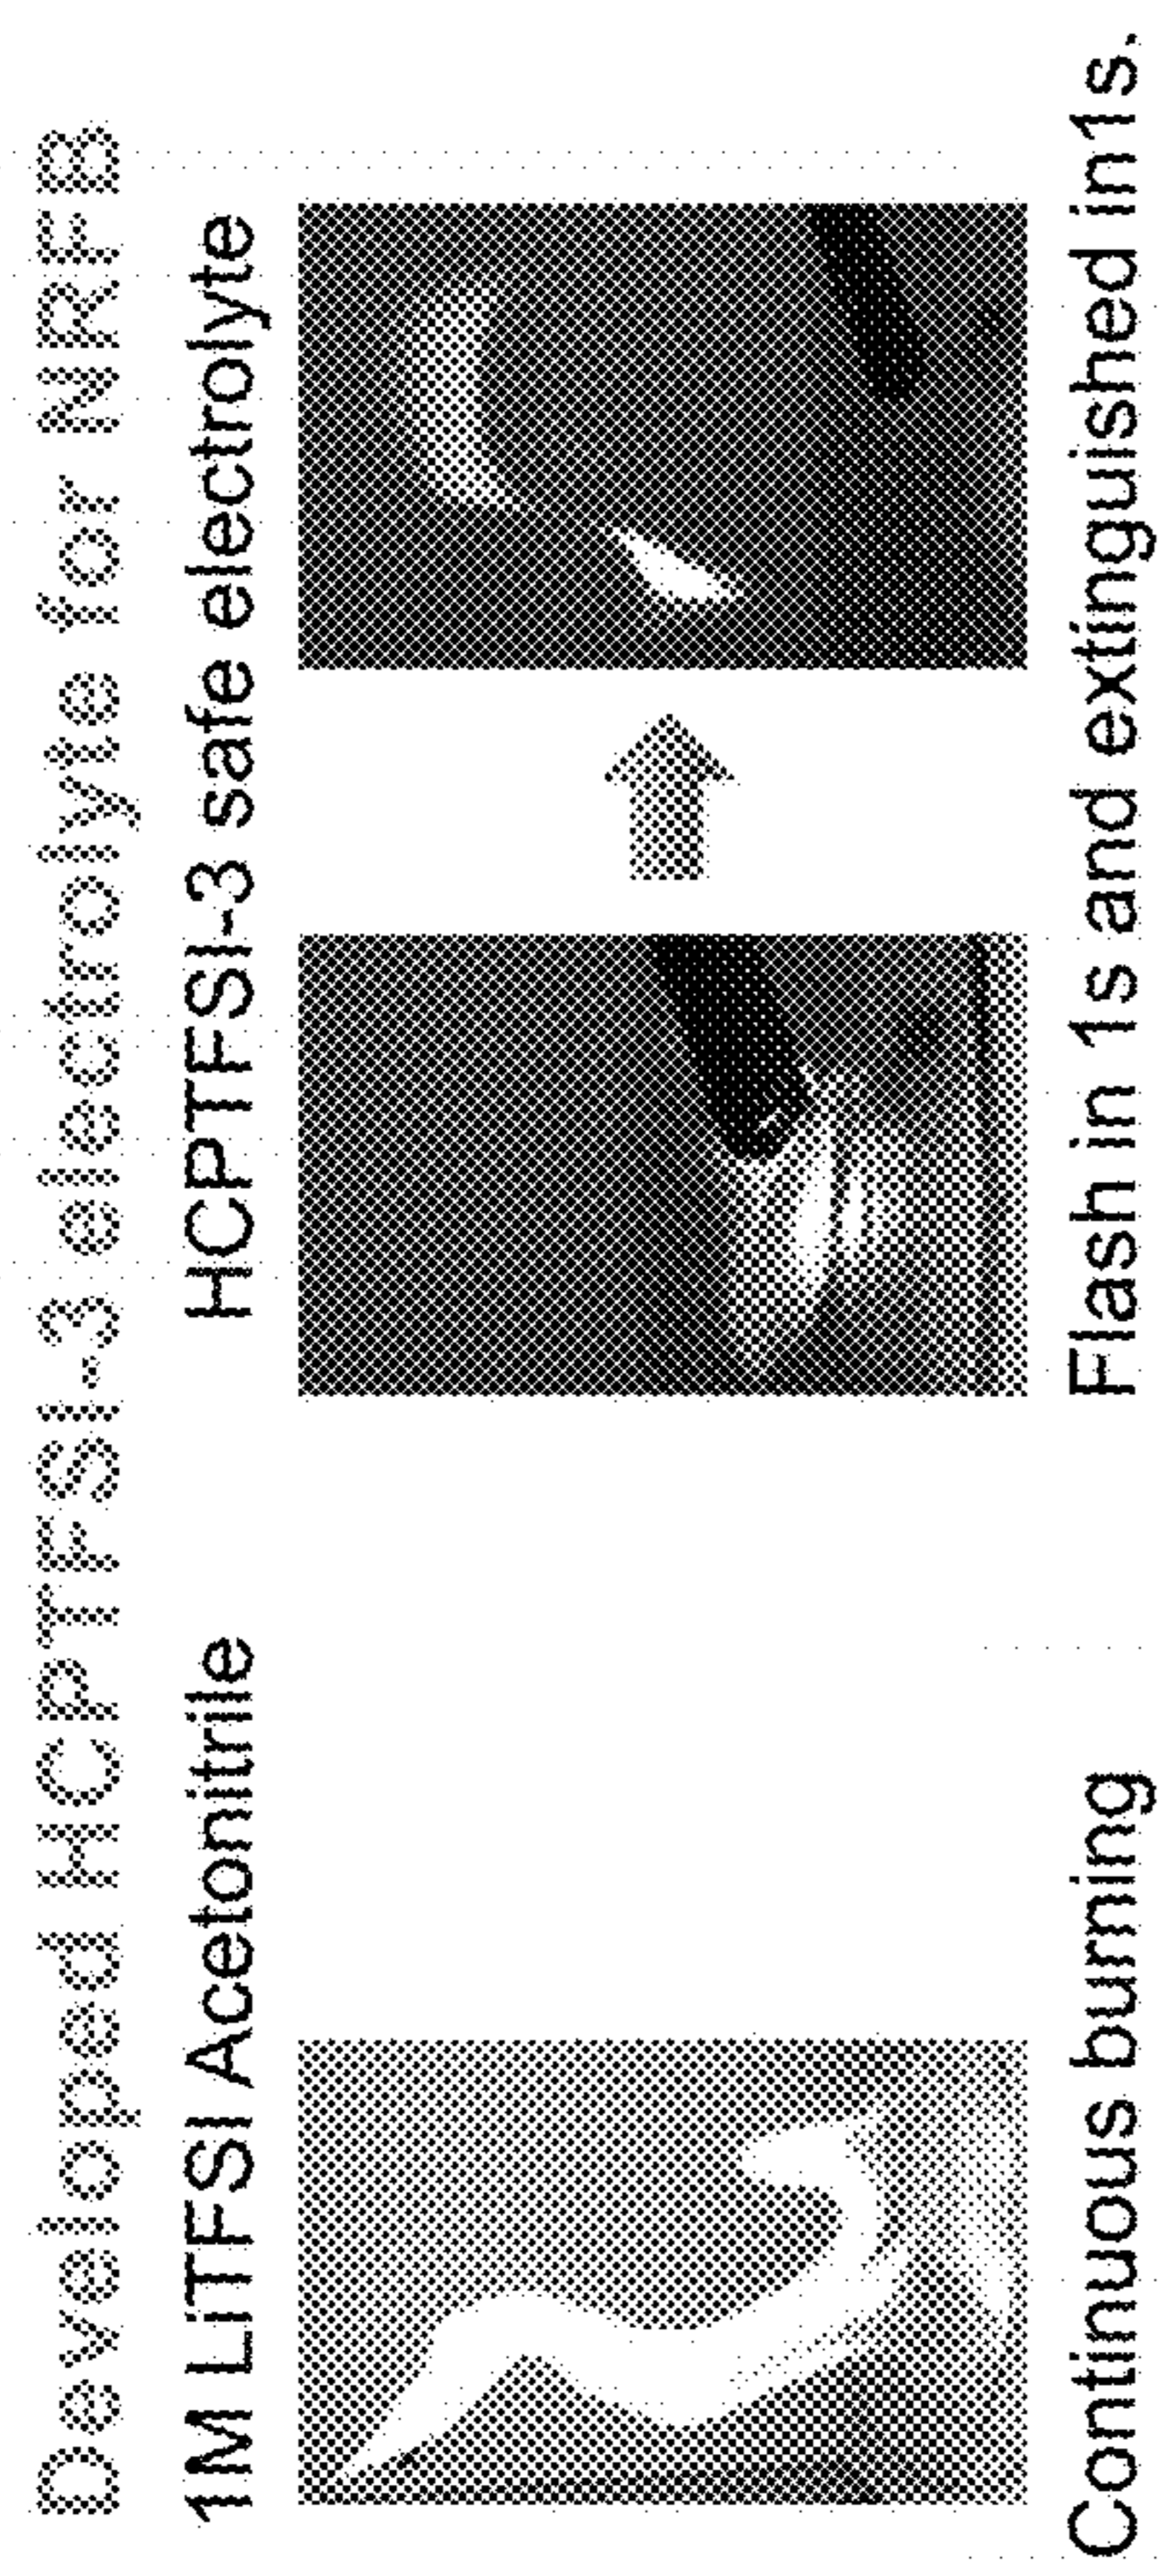 Developed HCPTFSI-3 electrolyte for NRFB
1M LiTFSI Acetonitrile
HCPTFSI-3 safe electrolyte
Continuous burning
Flash in 1s and extinguished in1s.